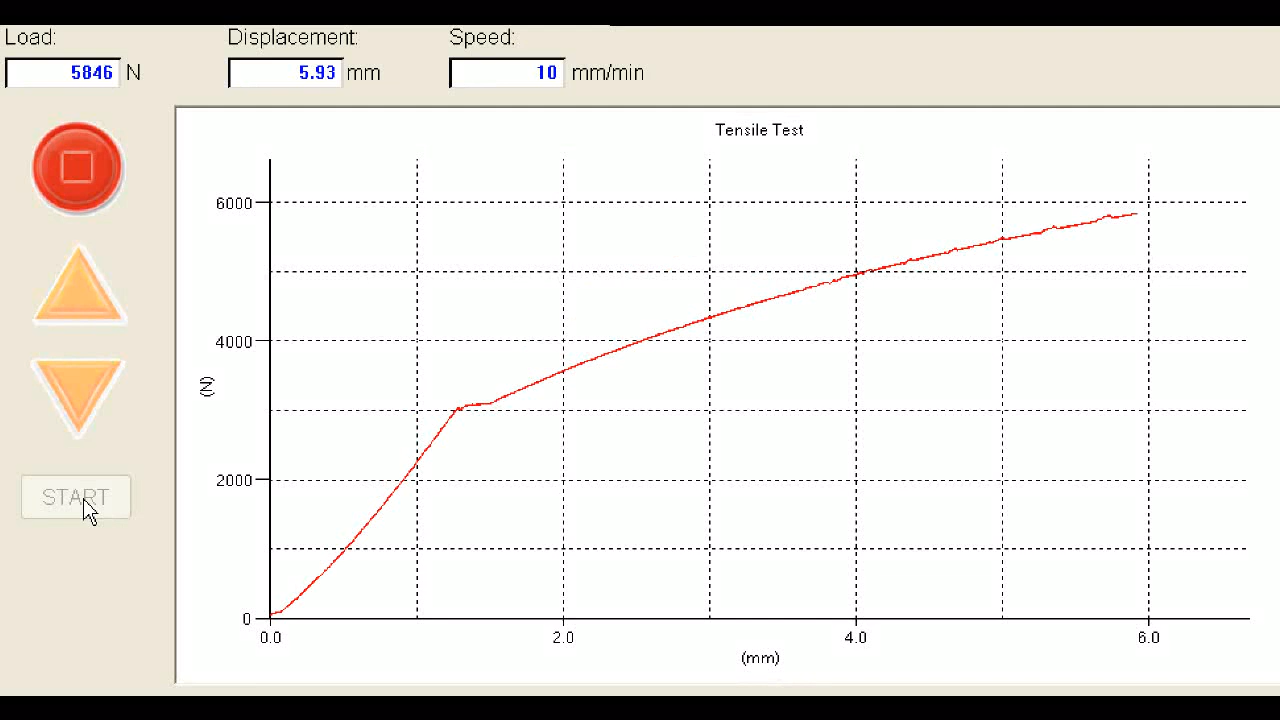 Load: Displacement: Speed:
5846 N 5.93 mm 10 mm/min
Tensile Test
6000
4000
(N)
2000
START
0
0.0 2.0 4.0 6.0
(mm)